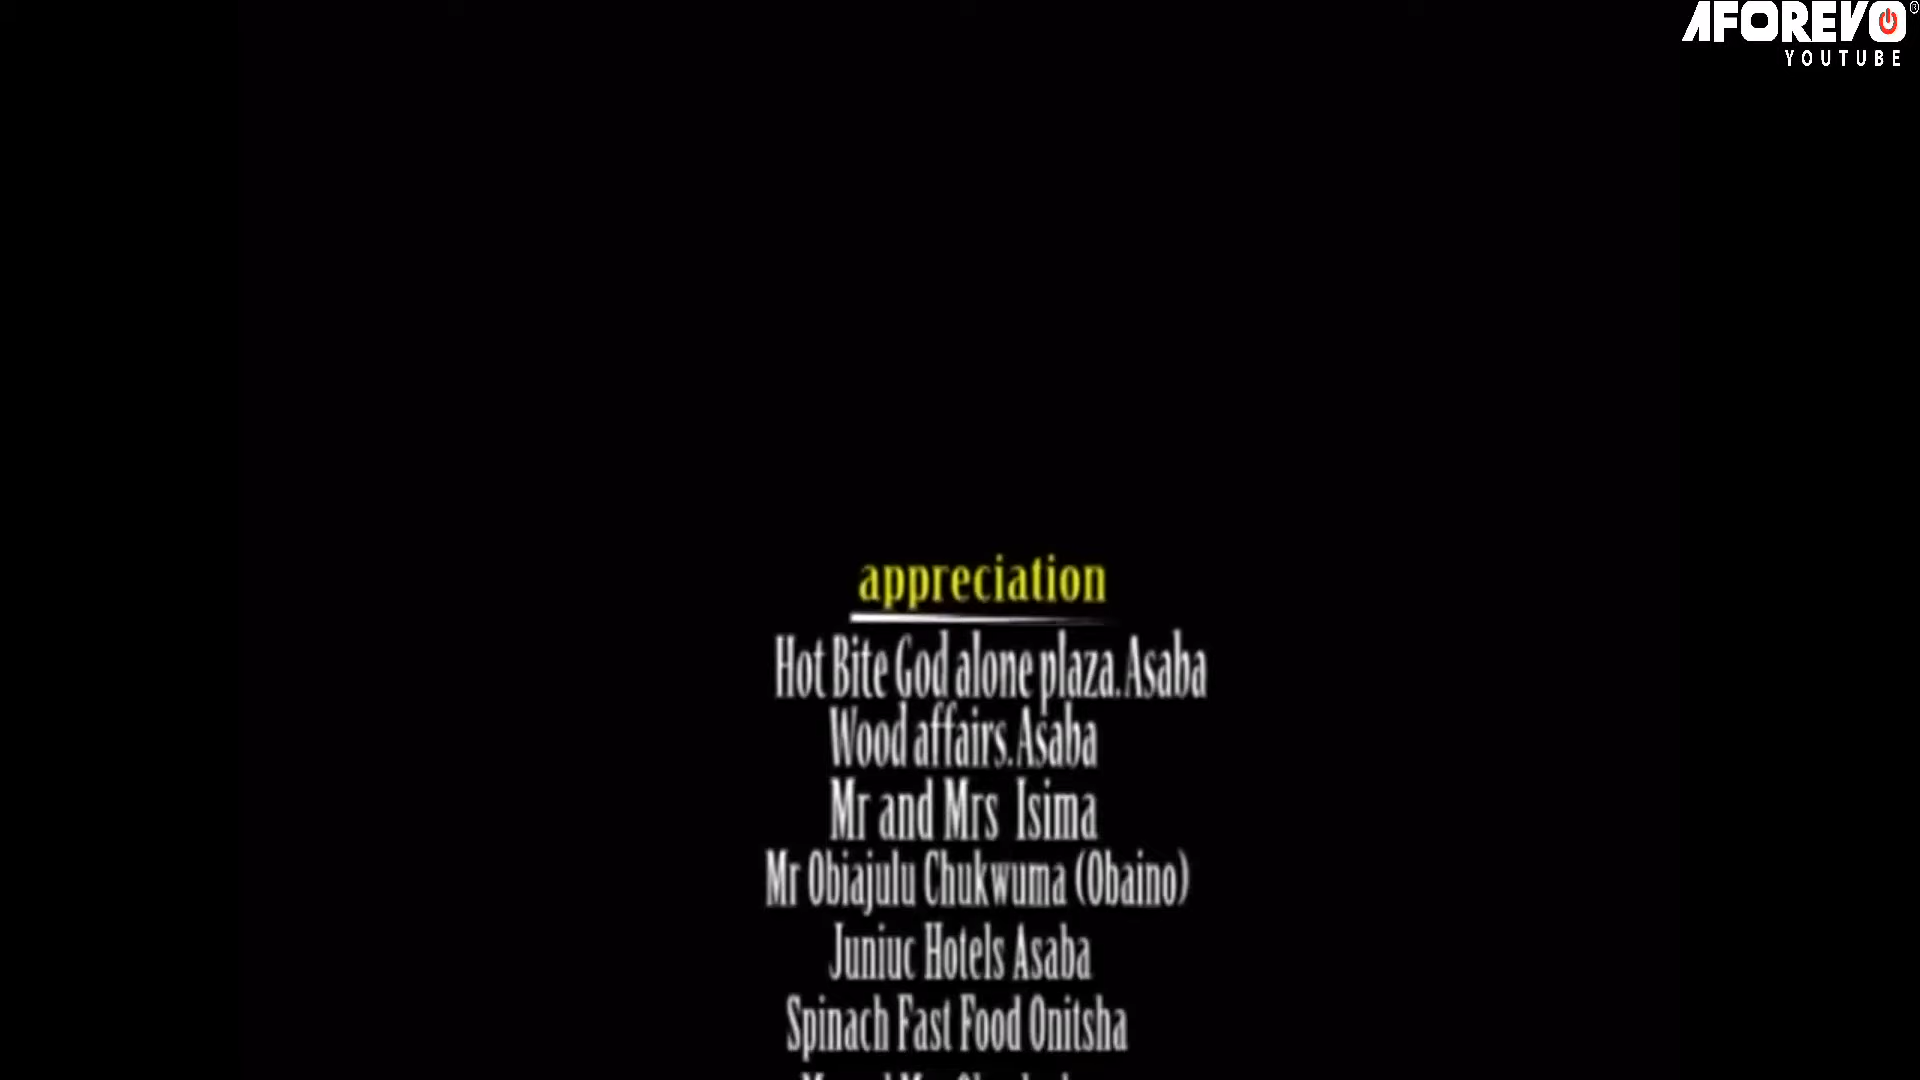 AFOREVO
YOUTUBE
appreciation
Hot Bite God alone plaza.Asaba
Wood affairs.Asaba
Mr and Mrs Isima
Mr Obiajulu Chukwuma (Obaino)
Juniuc Hotels Asaba
Spinach Fast Food Onitsha